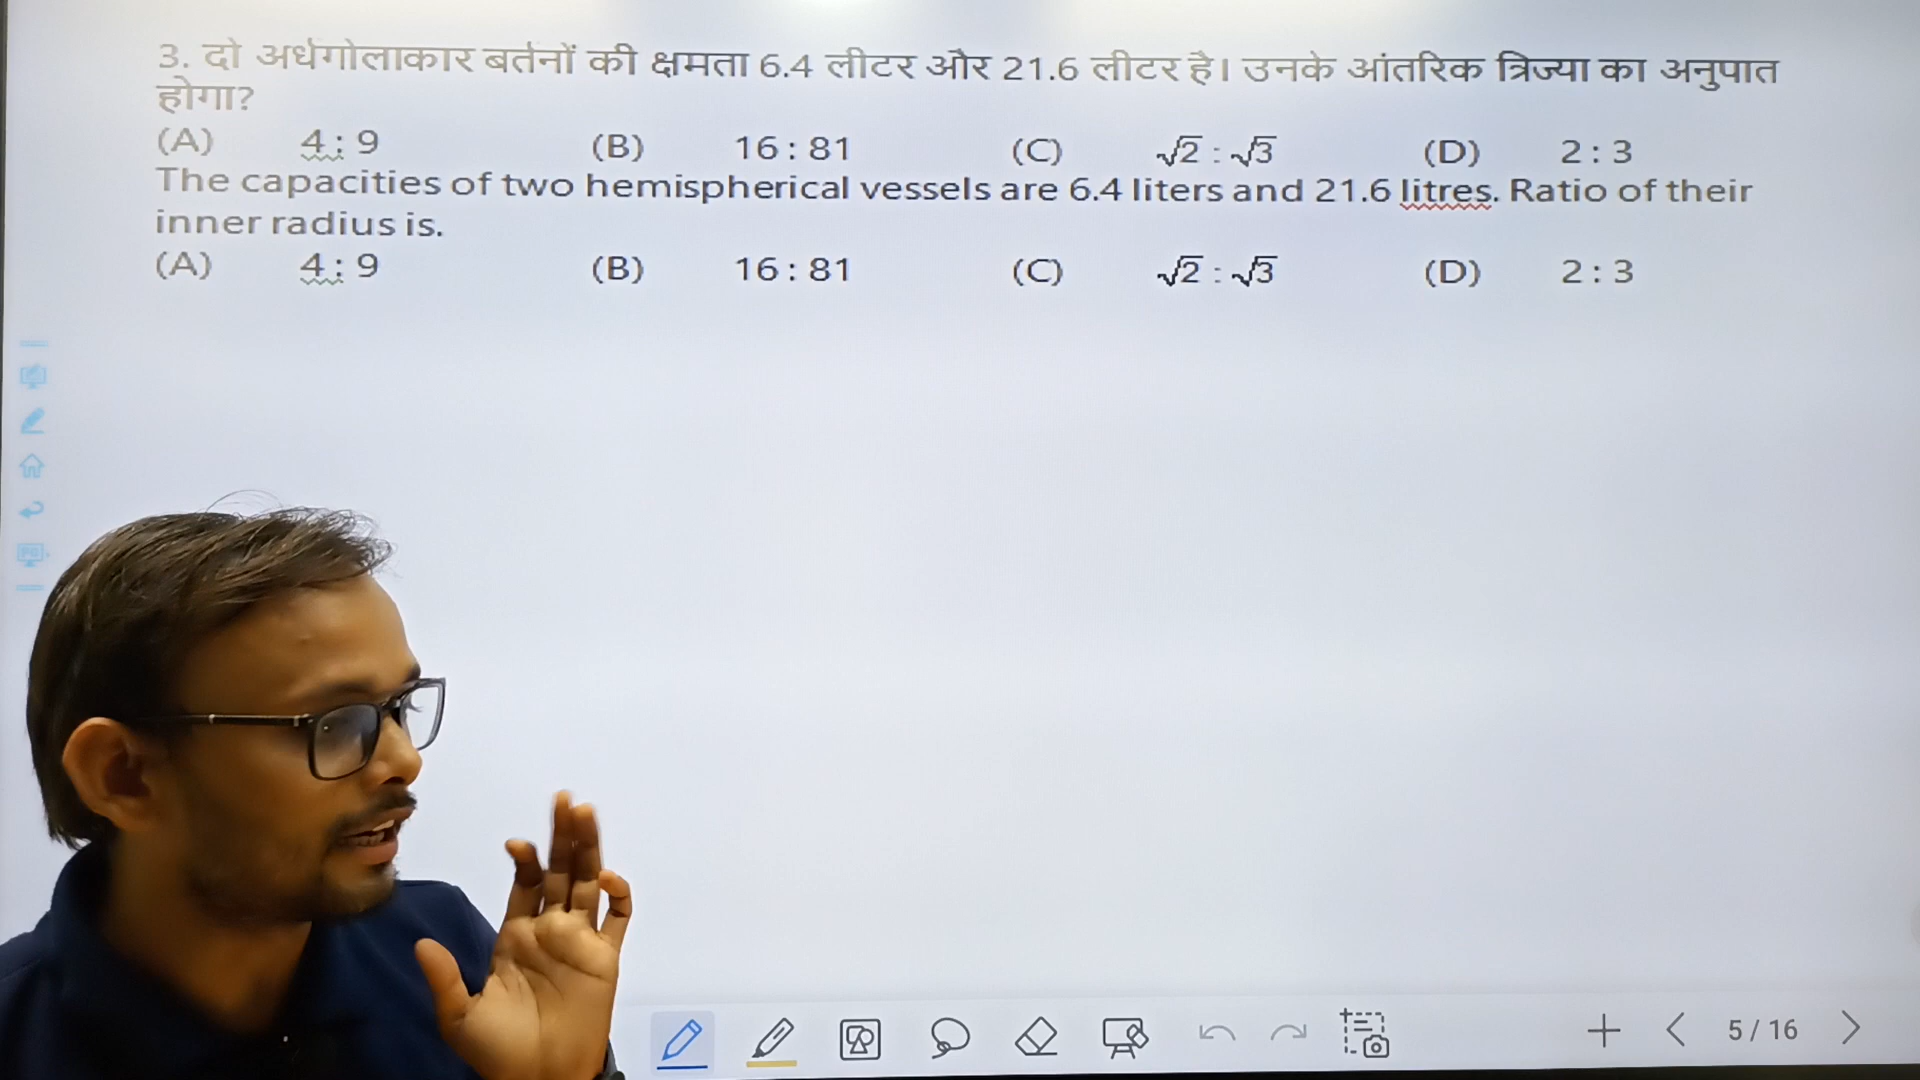 3. दो अर्धगोलाकार बर्तनों की क्षमता 6.4 लीटर और 21.6 लीटर है। उनके आंतरिक त्रिज्या का अनुपात
होगा?
(A) 4 : 9 (B) 16 : 81 (C) √2 : √3 (D) 2 : 3
The capacities of two hemispherical vessels are 6.4 liters and 21.6 litres. Ratio of their
inner radius is.
(A) 4 : 9 (B) 16 : 81 (C) √2 : √3 (D) 2 : 3
5 / 16